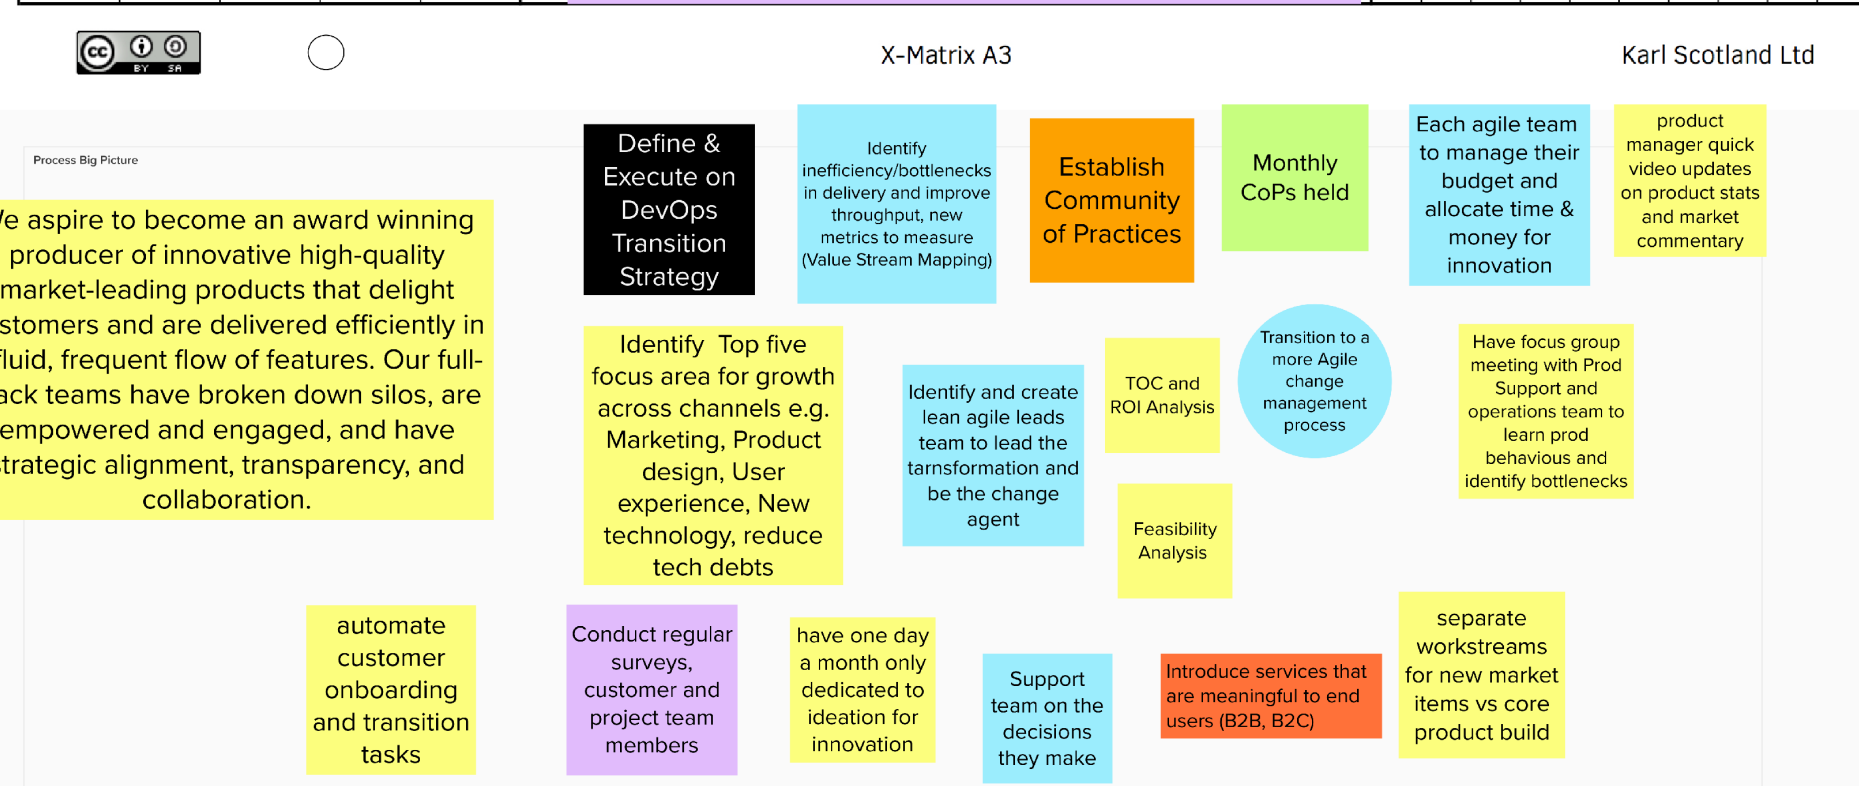 cc
BY SA
X-Matrix A3
Karl Scotland Ltd
Process Big Picture
e aspire to become an award winning
producer of innovative high-quality
market-leading products that delight
stomers and are delivered efficiently in
fluid, frequent flow of features. Our full-
ack teams have broken down silos, are
empowered and engaged, and have
strategic alignment, transparency, and
collaboration.
Define &
Execute on
DevOps
Transition
Strategy
Identify
inefficiency/bottlenecks
in delivery and improve
throughput, new
metrics to measure
(Value Stream Mapping)
Establish
Community
of Practices
Monthly
CoPs held
Each agile team
to manage their
budget and
allocate time &
money for
innovation
product
manager quick
video updates
on product stats
and market
commentary
Identify Top five
focus area for growth
across channels e.g.
Marketing, Product
design, User
experience, New
technology, reduce
tech debts
Identify and create
lean agile leads
team to lead the
tarnsformation and
be the change
agent
TOC and
ROI Analysis
Transition to a
more Agile
change
management
process
Have focus group
meeting with Prod
Support and
operations team to
learn prod
behavious and
identify bottlenecks
Feasibility
Analysis
automate
customer
onboarding
and transition
tasks
Conduct regular
surveys,
customer and
project team
members
have one day
a month only
dedicated to
ideation for
innovation
Support
team on the
decisions
they make
Introduce services that
are meaningful to end
users (B2B, B2C)
separate
workstreams
for new market
items vs core
product build